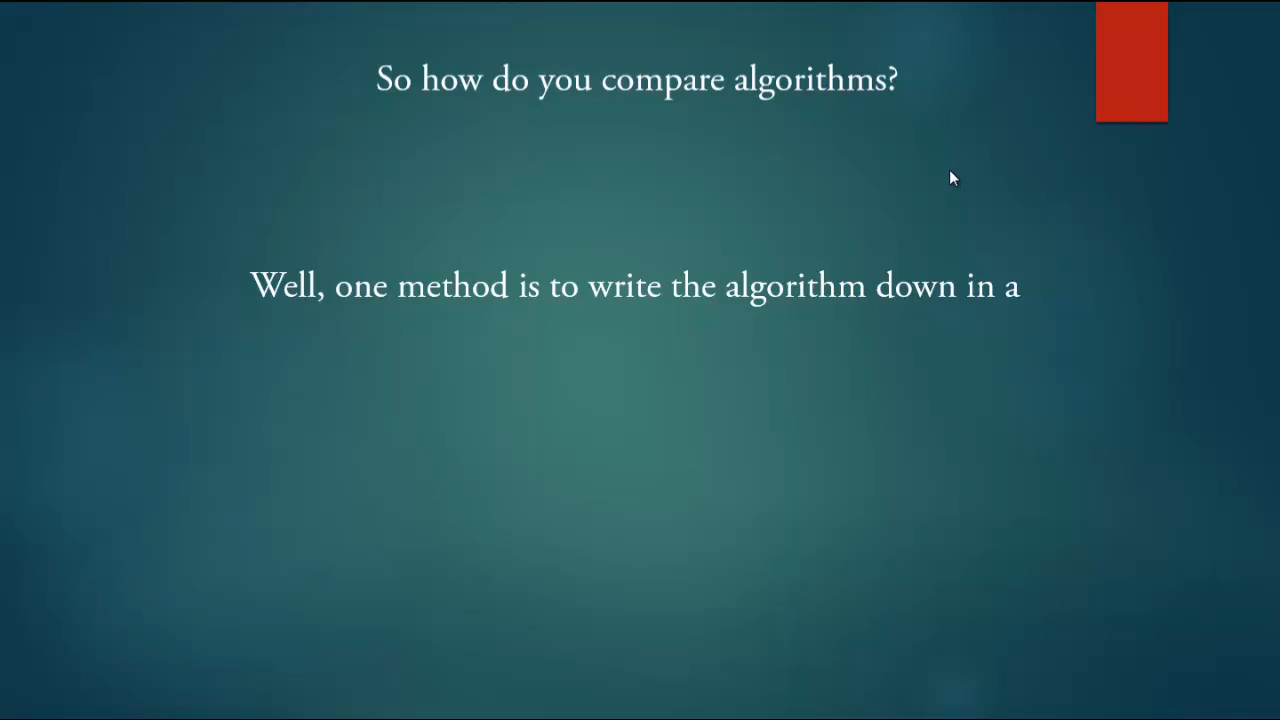 So how do you compare algorithms?
Well, one method is to write the algorithm down in a